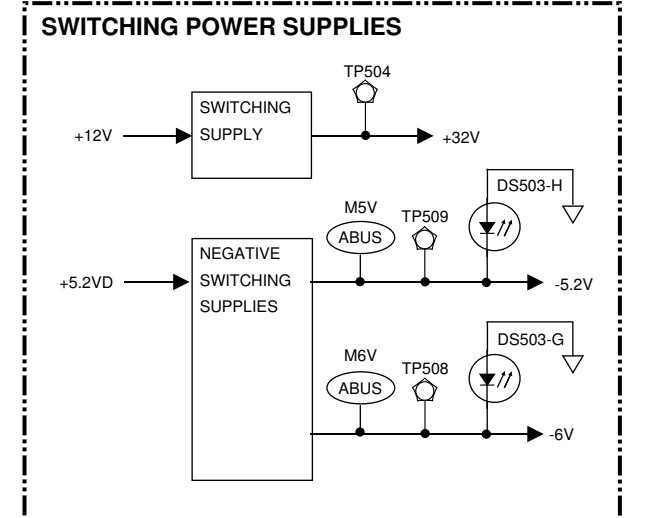 SWITCHING POWER SUPPLIES
TP504
SWITCHING
SUPPLY
+12V
+32V
DS503-H
M5V
TP509
ABUS
NEGATIVE
SWITCHING
SUPPLIES
+5.2VD
-5.2V
DS503-G
M6V
TP508
ABUS
-6V